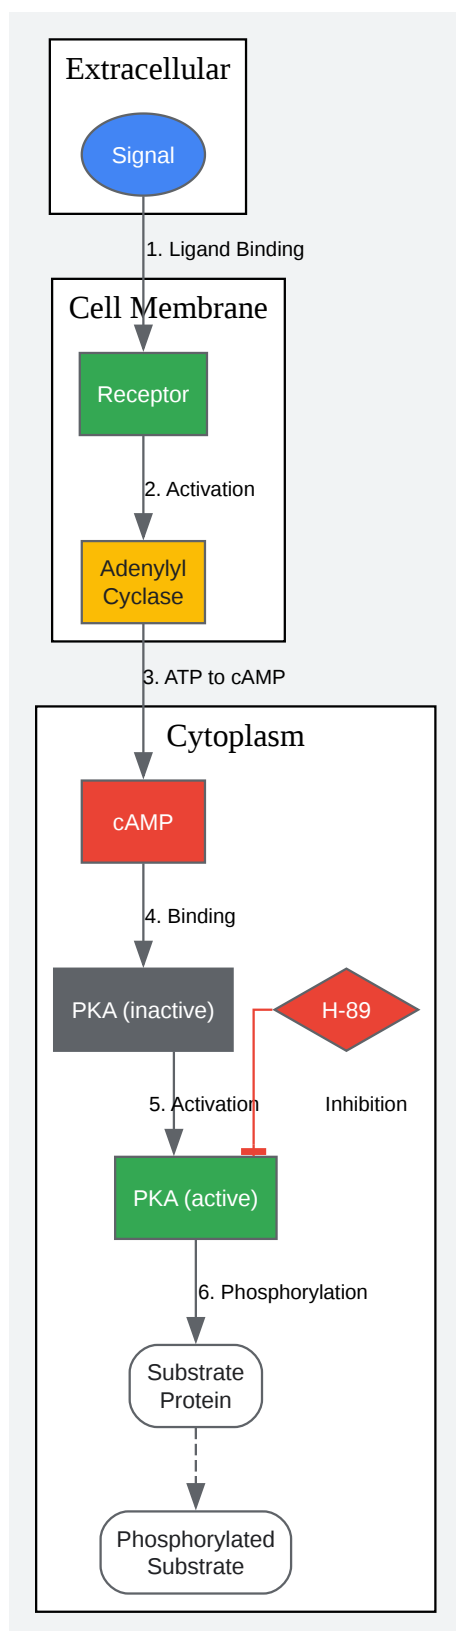 Extracellular
Signal
1. Ligand Binding
Cell Membrane
Receptor
2. Activation
Adenylyl
Cyclase
3. ATP to cAMP
Cytoplasm
cAMP
4. Binding
PKA (inactive)
H-89
5. Activation
Inhibition
PKA (active)
6. Phosphorylation
Substrate
Protein
Phosphorylated
Substrate